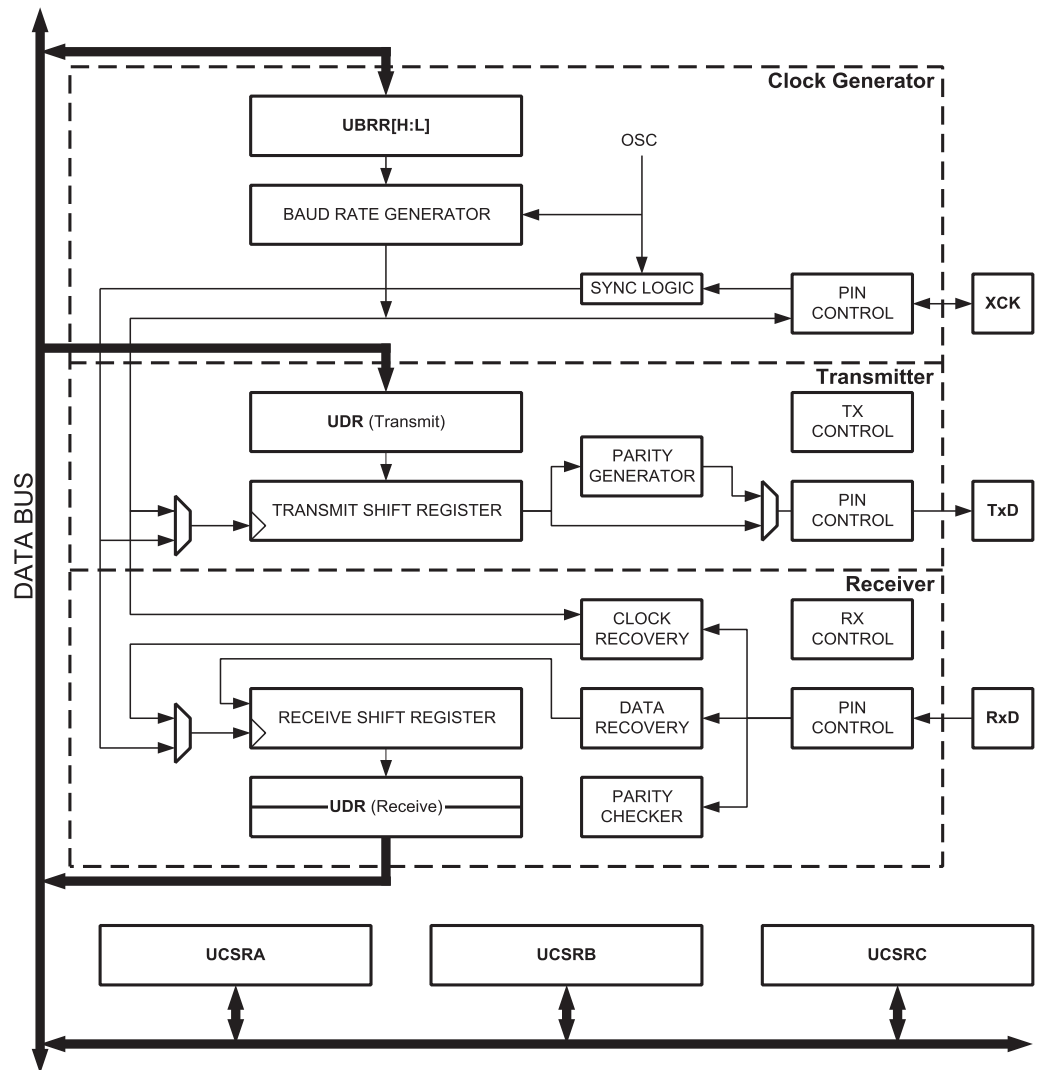 Clock Generator
UBRR[H:L]
OSC
BAUD RATE GENERATOR
SYNC LOGIC
PIN
CONTROL
XCK
Transmitter
UDR (Transmit)
TX
CONTROL
PARITY
GENERATOR
TRANSMIT SHIFT REGISTER
PIN
CONTROL
TxD
DATA BUS
Receiver
CLOCK
RECOVERY
RX
CONTROL
RECEIVE SHIFT REGISTER
DATA
RECOVERY
PIN
CONTROL
RxD
UDR (Receive)
PARITY
CHECKER
UCSRA
UCSRB
UCSRC